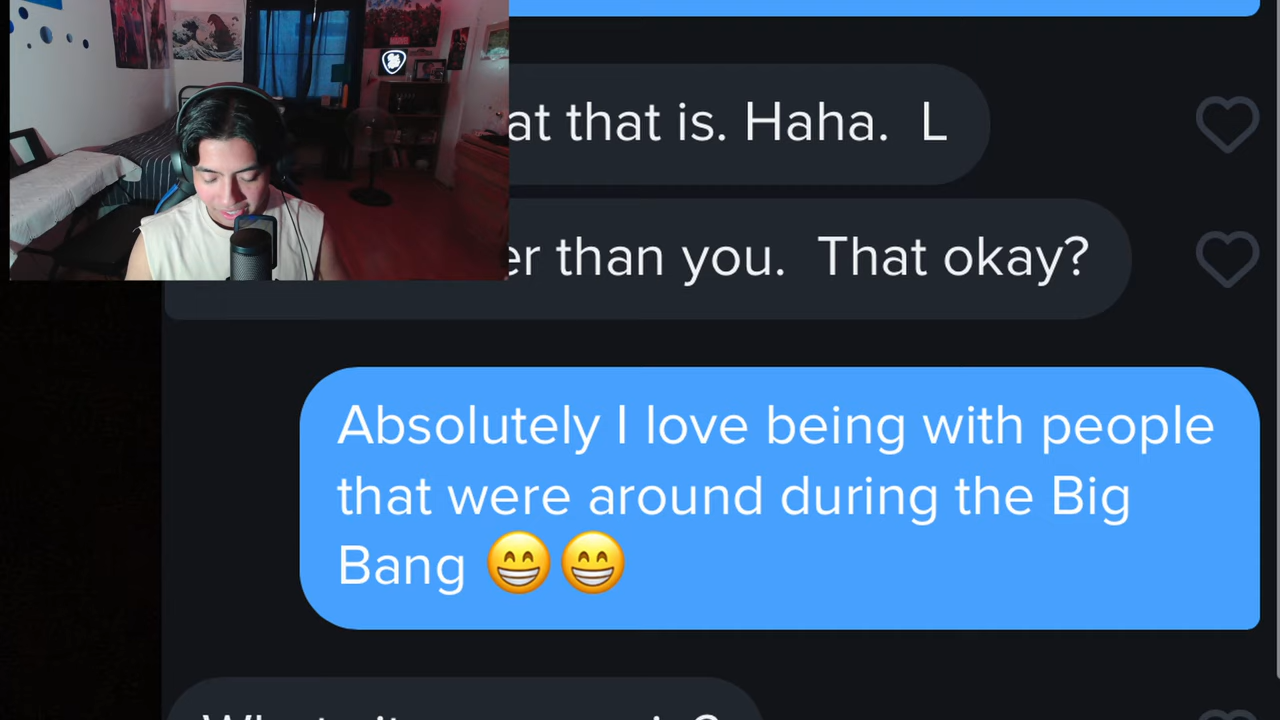 at that is. Haha. L
er than you. That okay?
Absolutely I love being with people
that were around during the Big
Bang 😁😁